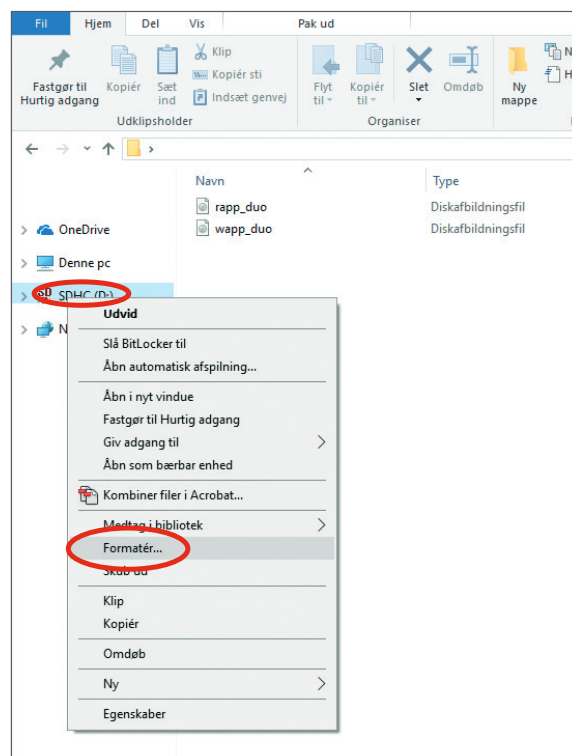 Fil Hjem Del Vis Pak ud
Fastgør til
Hurtig adgang
Kopiér
Sæt
ind
Klip
Kopiér sti
Indsæt genvej
Udklipsholder
Flyt
til
Kopiér
til
Slet
Omdøb
Organiser
Ny
mappe
N
H
Navn Type
rapp_duo Diskafbildningsfil
wapp_duo Diskafbildningsfil
OneDrive
Denne pc
SD SDHC (D:)
N
Udvid
Slå BitLocker til
Åbn automatisk afspilning...
Åbn i nyt vindue
Fastgør til Hurtig adgang
Giv adgang til
Åbn som bærbar enhed
Kombiner filer i Acrobat...
Medtag i bibliotek
Formatér...
Skub ud
Klip
Kopiér
Omdøb
Ny
Egenskaber